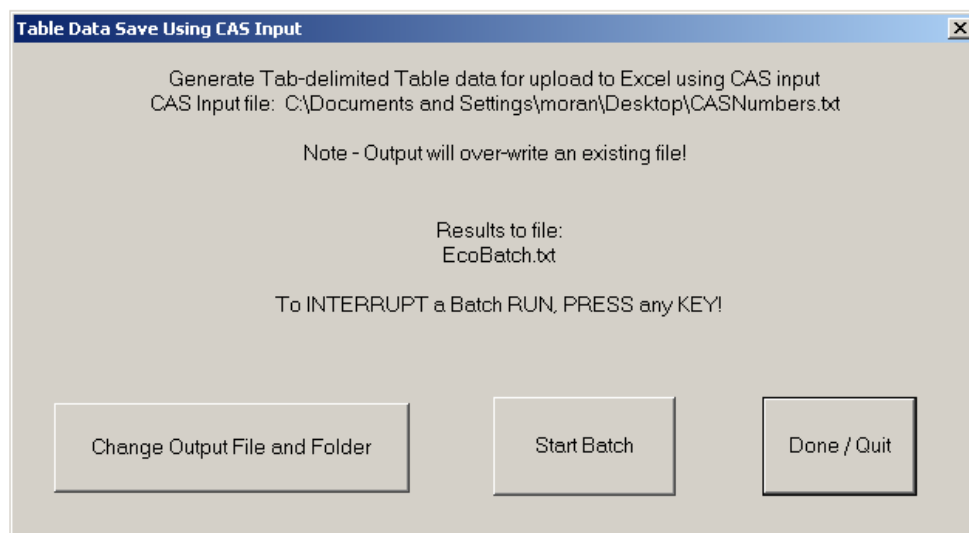 Table Data Save Using CAS Input
Generate Tab-delimited Table data for upload to Excel using CAS input
CAS Input file:  C:\Documents and Settings\moran\Desktop\CASNumbers.txt
Note - Output will over-write an existing file!
Results to file:
EcoBatch.txt
To INTERRUPT a Batch RUN, PRESS any KEY!
Change Output File and Folder
Start Batch
Done / Quit